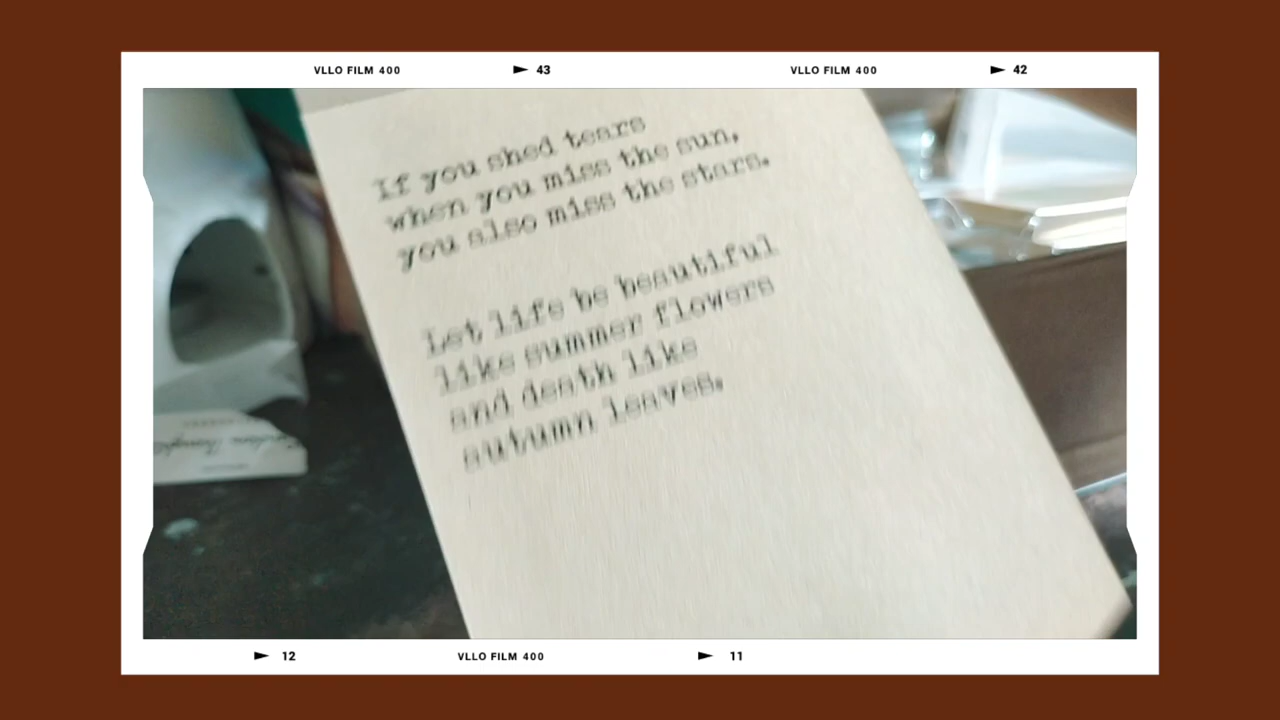 VLLO FILM 400 43 VLLO FILM 400 42
If you shed tears
when you miss the sun,
you also miss the stars.
Let life be beautiful
like summer flowers
and death like
autumn leaves.
12 VLLO FILM 400 11